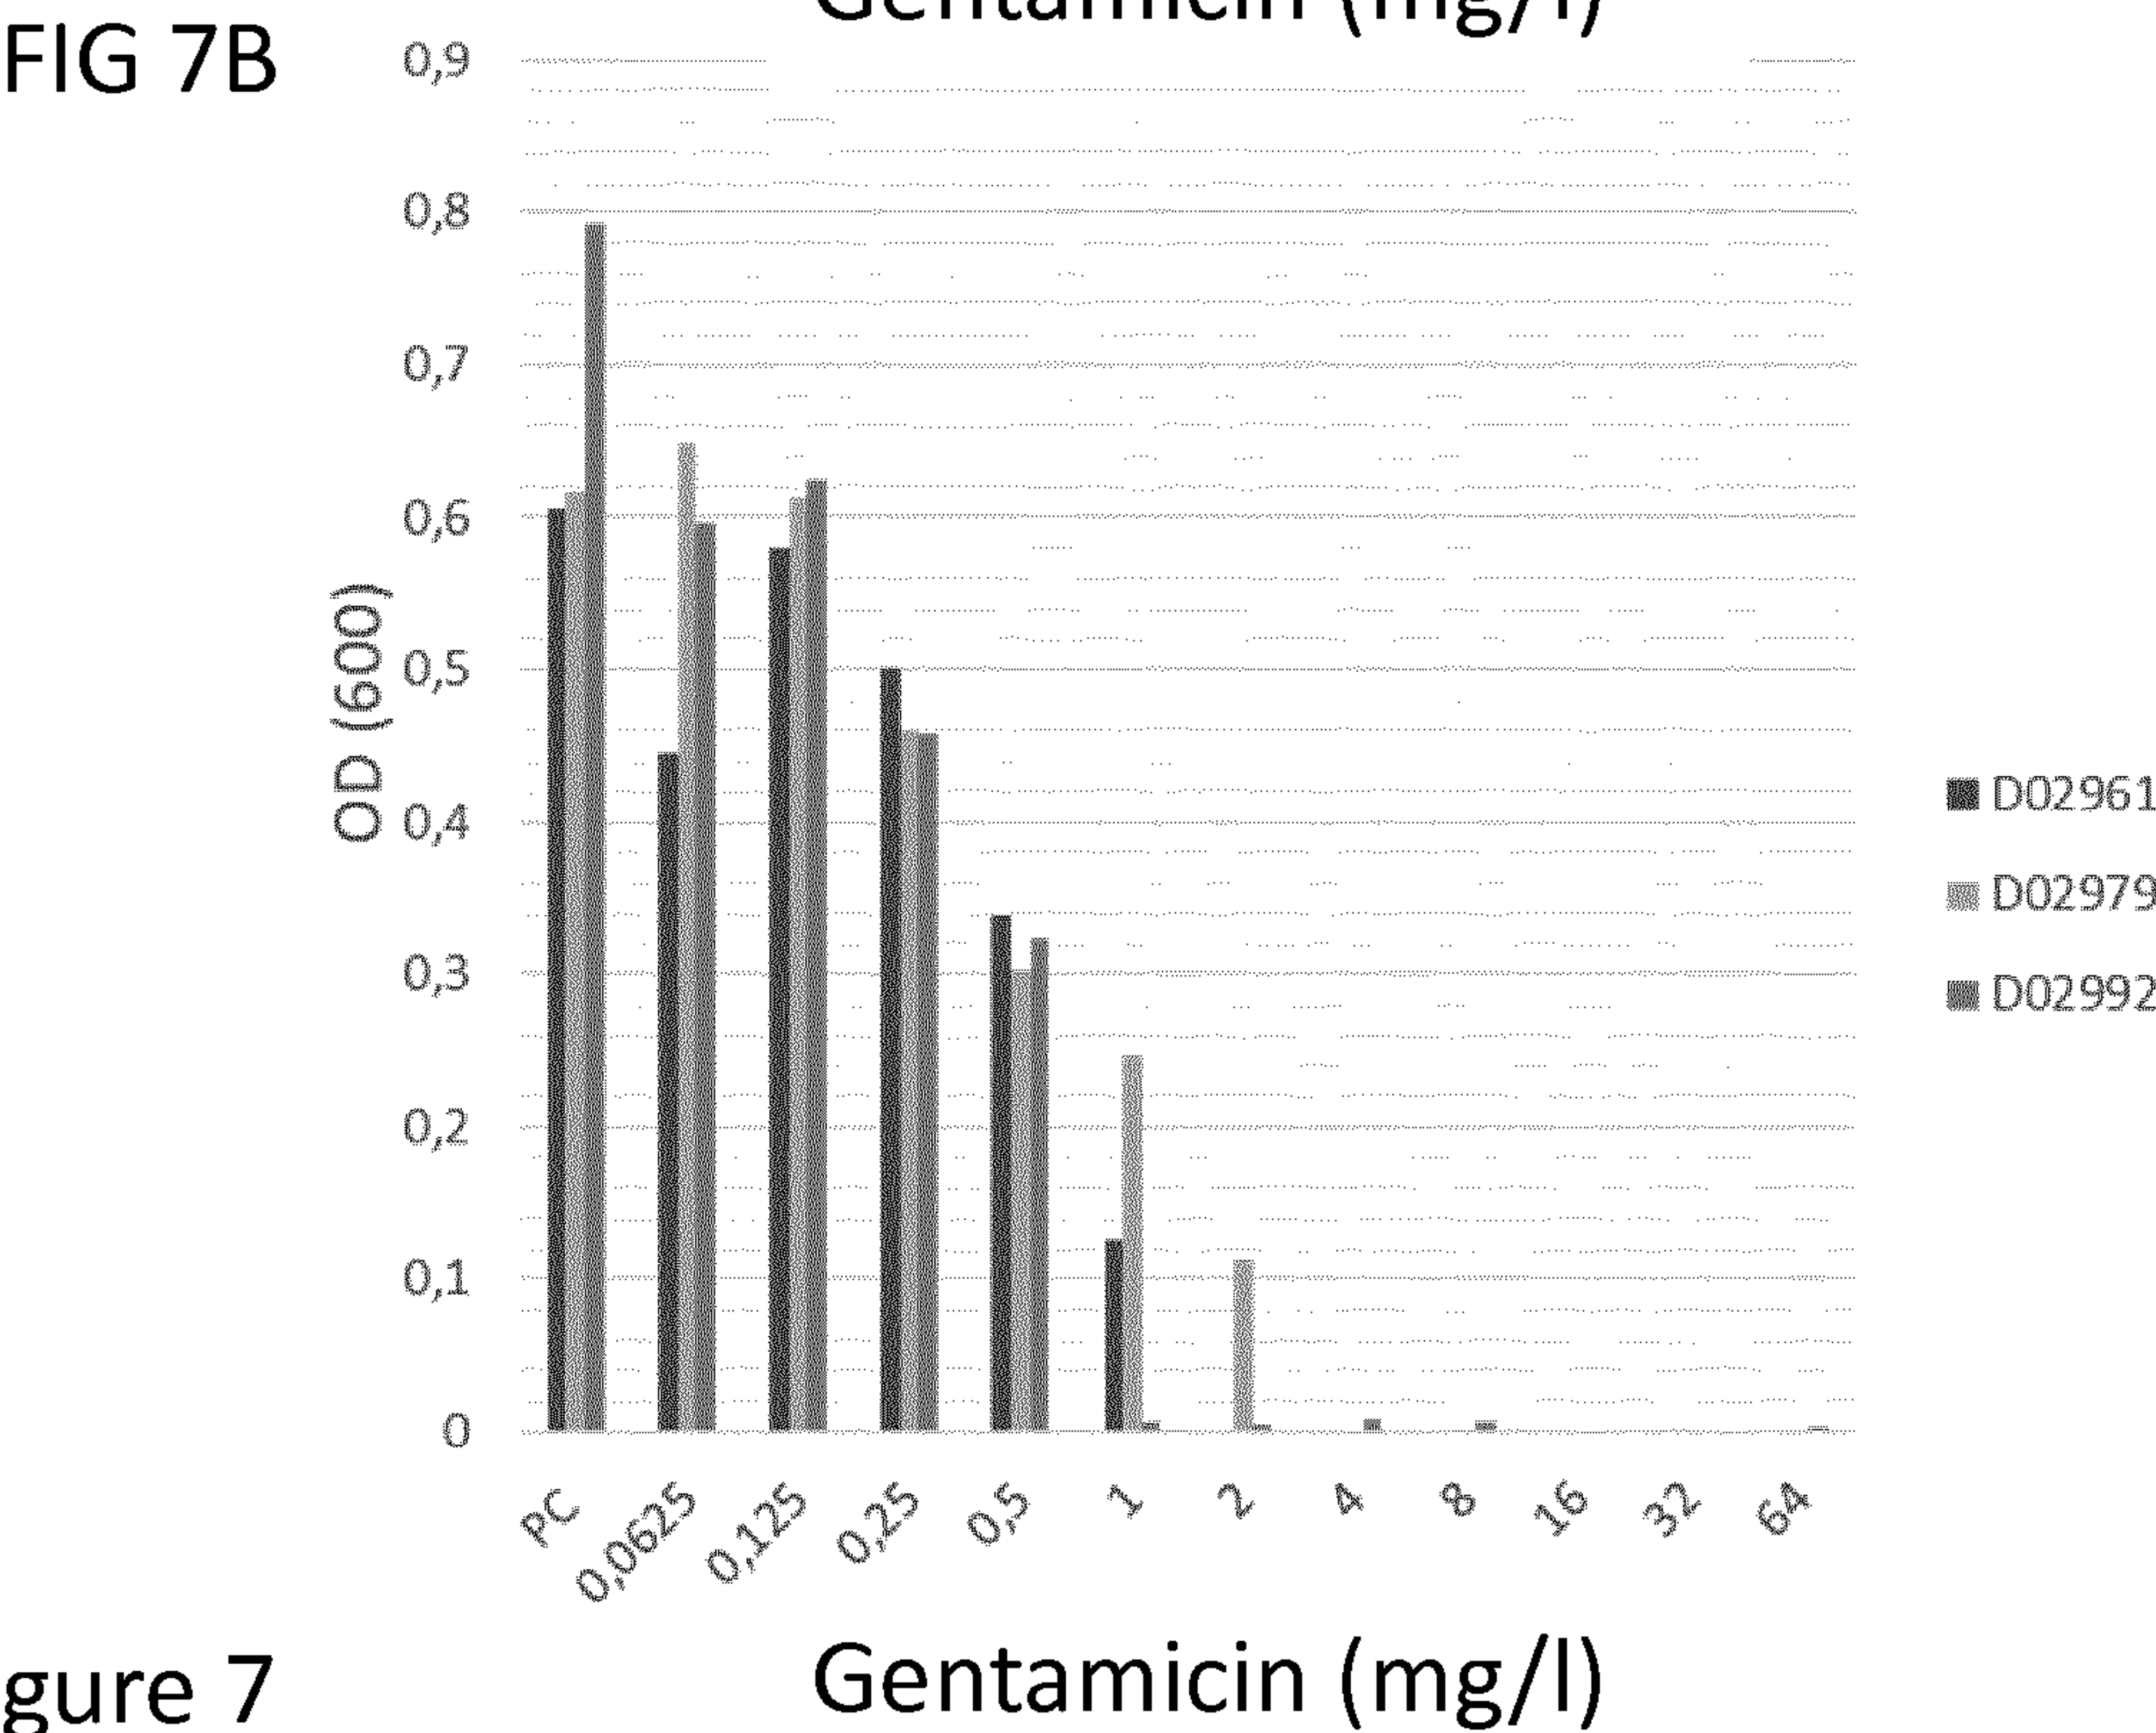 Gentamicin (mg/l)
FIG 7B
0,9
0,8
0,7
0,6
0,5
0,4
0,3
0,2
0,1
0
OD (600)
D02961
D02979
D02992
PC
0,0625
0,125
0,25
0,5
1
2
4
8
16
32
64
Gentamicin (mg/l)
gure 7